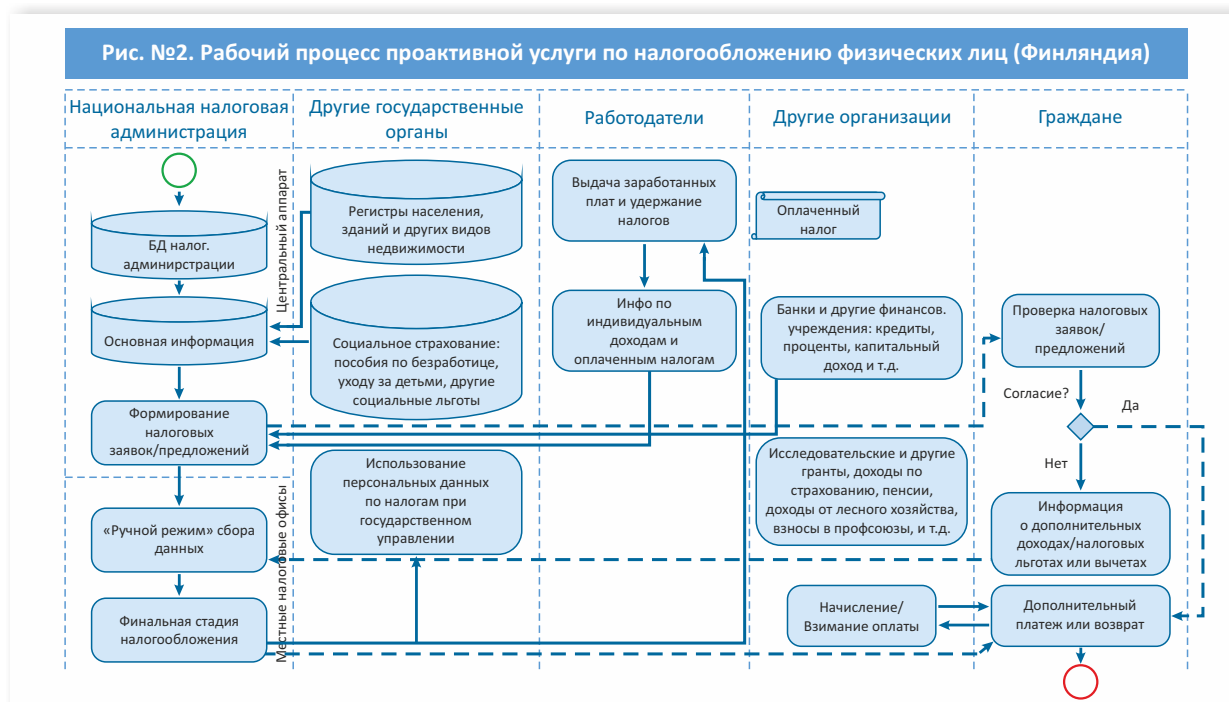 Рис. №2. Рабочий процесс проактивной услуги по налогообложению физических лиц (Финляндия)
Национальная налоговая
администрация
Другие государственные
органы
Работодатели
Другие организации
Граждане
Центральный аппарат
БД налог.
админирстрации
Основная информация
Формирование
налоговых
заявок/предложений
Местные налоговые офисы
«Ручной режим» сбора
данных
Финальная стадия
налогообложения
Регистры населения,
зданий и других видов
недвижимости
Социальное страхование:
пособия по безработице,
уходу за детьми, другие
социальные льготы
Использование
персональных данных
по налогам при
государственном
управлении
Выдача заработанных
плат и удержание
налогов
Инфо по
индивидуальным
доходам и
оплаченным налогам
Оплаченный
налог
Банки и другие финансов.
учреждения: кредиты,
проценты, капитальный
доход и т.д.
Исследовательские и другие
гранты, доходы по
страхованию, пенсии,
доходы от лесного хозяйства,
взносы в профсоюзы, и т.д.
Начисление/
Взимание оплаты
Проверка налоговых
заявок/
предложений
Согласие?
Да
Нет
Информация
о дополнительных
доходах/налоговых
льготах или вычетах
Дополнительный
платеж или возврат